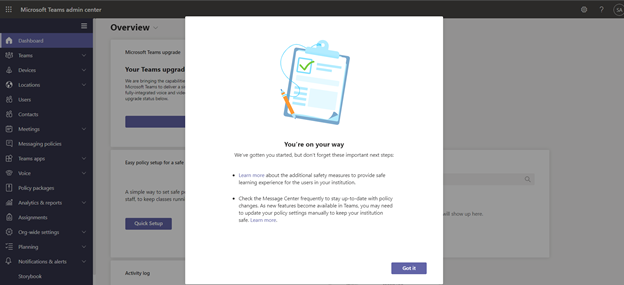 Microsoft Teams admin center
?
SA
Dashboard
Teams
Devices
Locations
Users
Contacts
Meetings
Messaging policies
Teams apps
Voice
Policy packages
Analytics & reports
Assignments
Org-wide settings
Planning
Notifications & alerts
Storybook
Overview
Microsoft Teams upgrade
Your Teams upgrad
We are bringing the capabilitie
Microsoft Teams to deliver a si
fully-integrated voice and video
upgrade status below.
Easy policy setup for a safe
A simple way to set safe po
staff, to keep classes runnin
Quick Setup
Activity log
You're on your way
We've gotten you started, but don't forget these important next steps:
• Learn more about the additional safety measures to provide safe
learning experience for the users in your institution.
• Check the Message Center frequently to stay up-to-date with policy
changes. As new features become available in Teams, you may need
to update your policy settings manually to keep your institution
safe. Learn more.
Got it
will show up here.